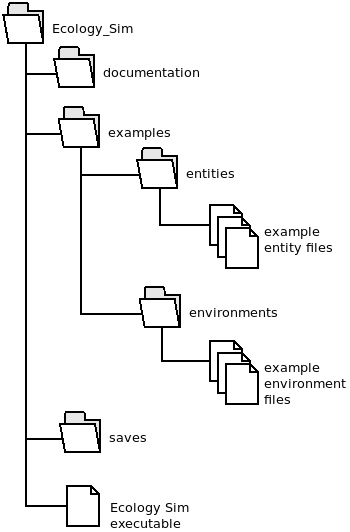 Ecology_Sim
documentation
examples
entities
example
entity files
environments
example
environment
files
saves
Ecology Sim
executable